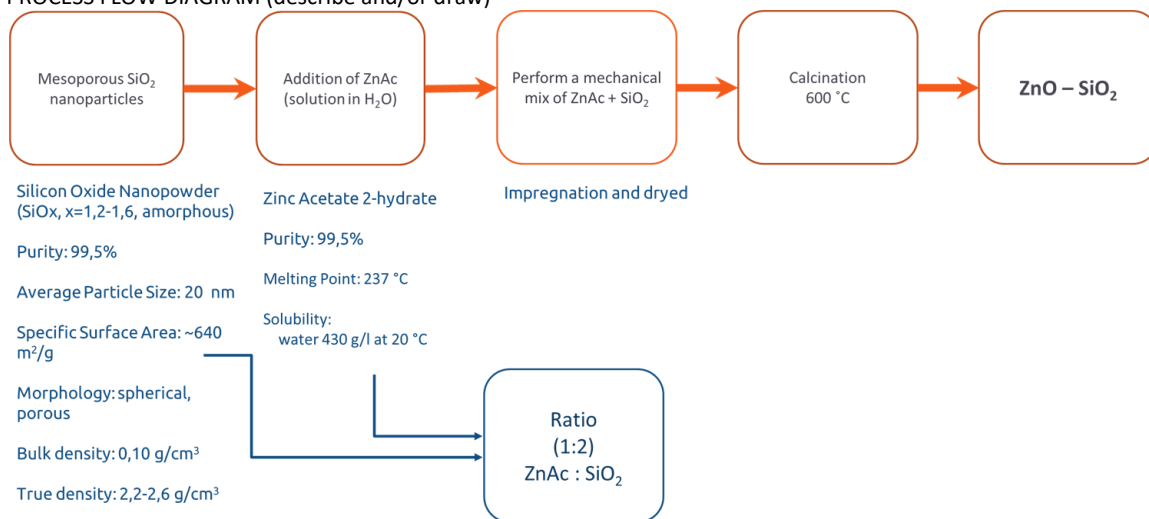 PROCESS FLOW DIAGRAM (describe and/or draw)
Mesoporous SiO₂
nanoparticles
Addition of ZnAc
(solution in H₂O)
Perform a mechanical
mix of ZnAc + SiO₂
Calcination
600 ˚C
ZnO – SiO₂
Silicon Oxide Nanopowder
(SiOx, x=1,2-1,6, amorphous)
Purity: 99,5%
Average Particle Size: 20 nm
Specific Surface Area: ~640
m²/g
Morphology: spherical,
porous
Bulk density: 0,10 g/cm³
True density: 2,2-2,6 g/cm³
Zinc Acetate 2-hydrate
Purity: 99,5%
Melting Point: 237 °C
Solubility:
water 430 g/l at 20 °C
Impregnation and dryed
Ratio
(1:2)
ZnAc : SiO₂